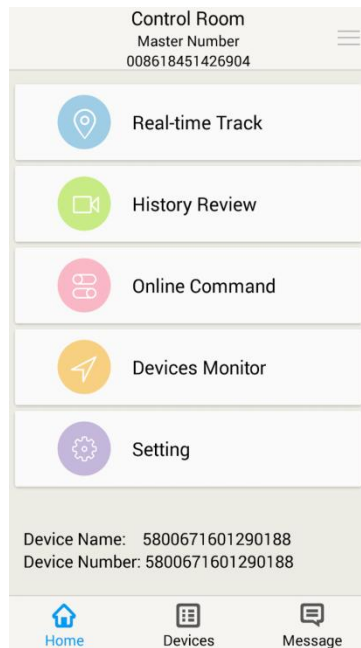 Control Room
Master Number
008618451426904
Real-time Track
History Review
Online Command
Devices Monitor
Setting
Device Name: 5800671601290188
Device Number: 5800671601290188
Home Devices Message